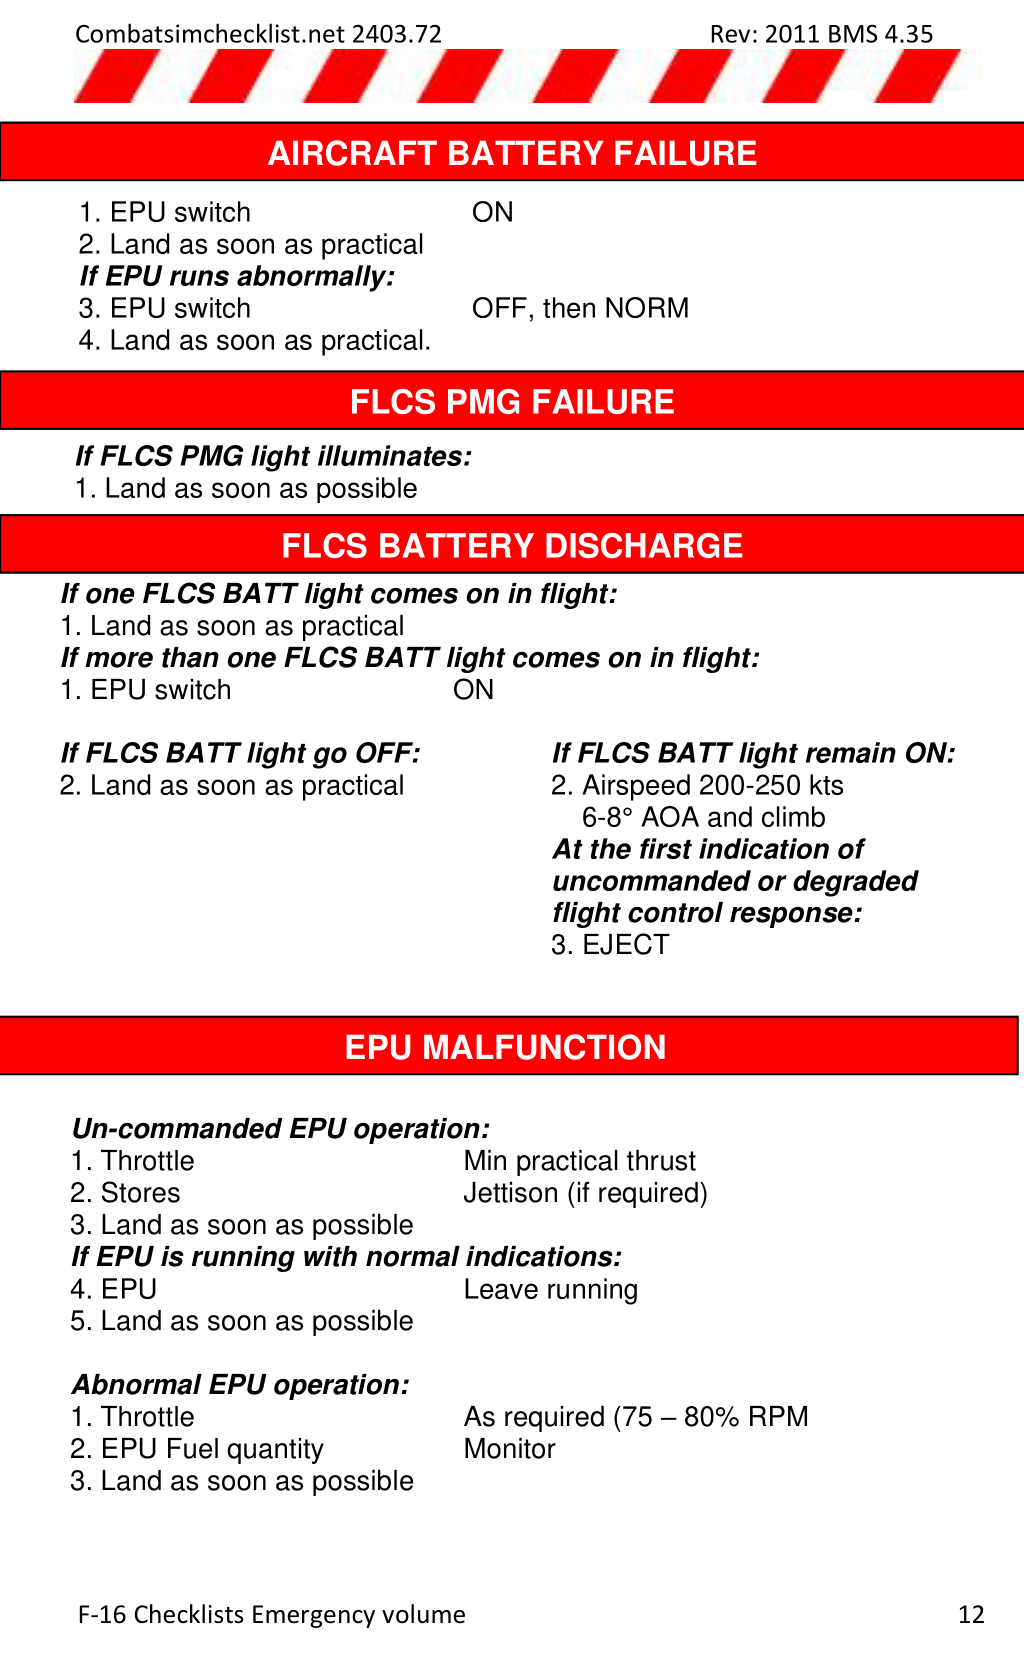 Combatsimchecklist.net 2403.72 Rev: 2011 BMS 4.35
AIRCRAFT BATTERY FAILURE
1. EPU switch ON
2. Land as soon as practical
If EPU runs abnormally:
3. EPU switch OFF, then NORM
4. Land as soon as practical.
FLCS PMG FAILURE
If FLCS PMG light illuminates:
1. Land as soon as possible
FLCS BATTERY DISCHARGE
If one FLCS BATT light comes on in flight:
1. Land as soon as practical
If more than one FLCS BATT light comes on in flight:
1. EPU switch ON
If FLCS BATT light go OFF:
2. Land as soon as practical
If FLCS BATT light remain ON:
2. Airspeed 200-250 kts
6-8° AOA and climb
At the first indication of
uncommanded or degraded
flight control response:
3. EJECT
EPU MALFUNCTION
Un-commanded EPU operation:
1. Throttle Min practical thrust
2. Stores Jettison (if required)
3. Land as soon as possible
If EPU is running with normal indications:
4. EPU Leave running
5. Land as soon as possible
Abnormal EPU operation:
1. Throttle As required (75 – 80% RPM
2. EPU Fuel quantity Monitor
3. Land as soon as possible
F-16 Checklists Emergency volume 12